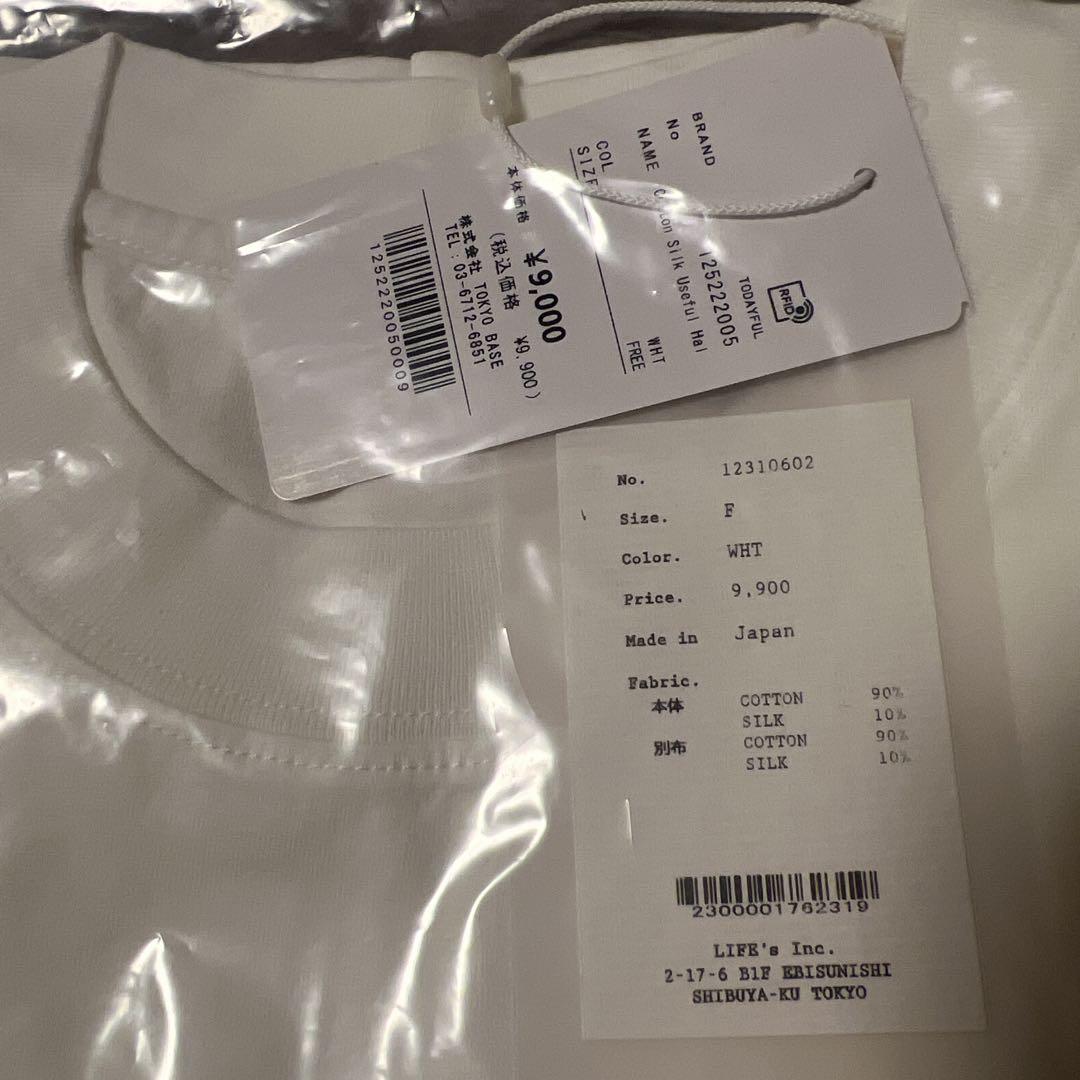 BRAND TODAYFUL
RFID
No 125222005
NAME Silk Useful Hal
COL WHT
SIZE FREE
本体価格 ¥9,000
(税込価格 ¥9,900)
株式会社 TOKYO BASE
TEL:03-6712-6851
1252220050009
No. 12310602
Size. F
Color. WHT
Price. 9,900
Made in Japan
Fabric.
本体 COTTON 90%
SILK 10%
別布 COTTON 90%
SILK 10%
2300001762319
LIFE's Inc.
2-17-6 B1F EBISUNISHI
SHIBUYA-KU TOKYO